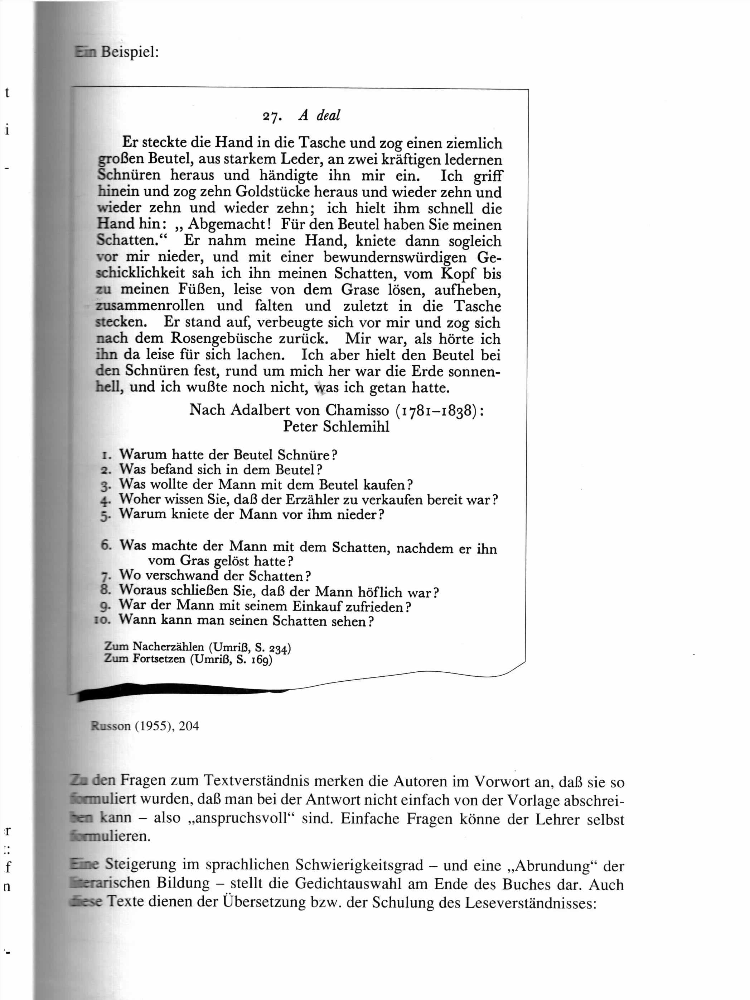 Ein Beispiel:
t
i
-
27. A deal
Er steckte die Hand in die Tasche und zog einen ziemlich
großen Beutel, aus starkem Leder, an zwei kräftigen ledernen
Schnüren heraus und händigte ihn mir ein. Ich griff
hinein und zog zehn Goldstücke heraus und wieder zehn und
wieder zehn und wieder zehn; ich hielt ihm schnell die
Hand hin: „ Abgemacht! Für den Beutel haben Sie meinen
Schatten.“ Er nahm meine Hand, kniete dann sogleich
vor mir nieder, und mit einer bewundernswürdigen Ge-
schicklichkeit sah ich ihn meinen Schatten, vom Kopf bis
zu meinen Füßen, leise von dem Grase lösen, aufheben,
zusammenrollen und falten und zuletzt in die Tasche
stecken. Er stand auf, verbeugte sich vor mir und zog sich
nach dem Rosengebüsche zurück. Mir war, als hörte ich
ihn da leise für sich lachen. Ich aber hielt den Beutel bei
den Schnüren fest, rund um mich her war die Erde sonnen-
hell, und ich wußte noch nicht, was ich getan hatte.
Nach Adalbert von Chamisso (1781–1838):
Peter Schlemihl
1. Warum hatte der Beutel Schnüre?
2. Was befand sich in dem Beutel?
3. Was wollte der Mann mit dem Beutel kaufen?
4. Woher wissen Sie, daß der Erzähler zu verkaufen bereit war?
5. Warum kniete der Mann vor ihm nieder?
6. Was machte der Mann mit dem Schatten, nachdem er ihn
vom Gras gelöst hatte?
7. Wo verschwand der Schatten?
8. Woraus schließen Sie, daß der Mann höflich war?
9. War der Mann mit seinem Einkauf zufrieden?
10. Wann kann man seinen Schatten sehen?
Zum Nacherzählen (Umriß, S. 234)
Zum Fortsetzen (Umriß, S. 169)
Russon (1955), 204
Zu den Fragen zum Textverständnis merken die Autoren im Vorwort an, daß sie so
formuliert wurden, daß man bei der Antwort nicht einfach von der Vorlage abschrei-
ben kann – also „anspruchsvoll“ sind. Einfache Fragen könne der Lehrer selbst
formulieren.
Eine Steigerung im sprachlichen Schwierigkeitsgrad – und eine „Abrundung“ der
literarischen Bildung – stellt die Gedichtauswahl am Ende des Buches dar. Auch
diese Texte dienen der Übersetzung bzw. der Schulung des Leseverständnisses:
r
f
n
-